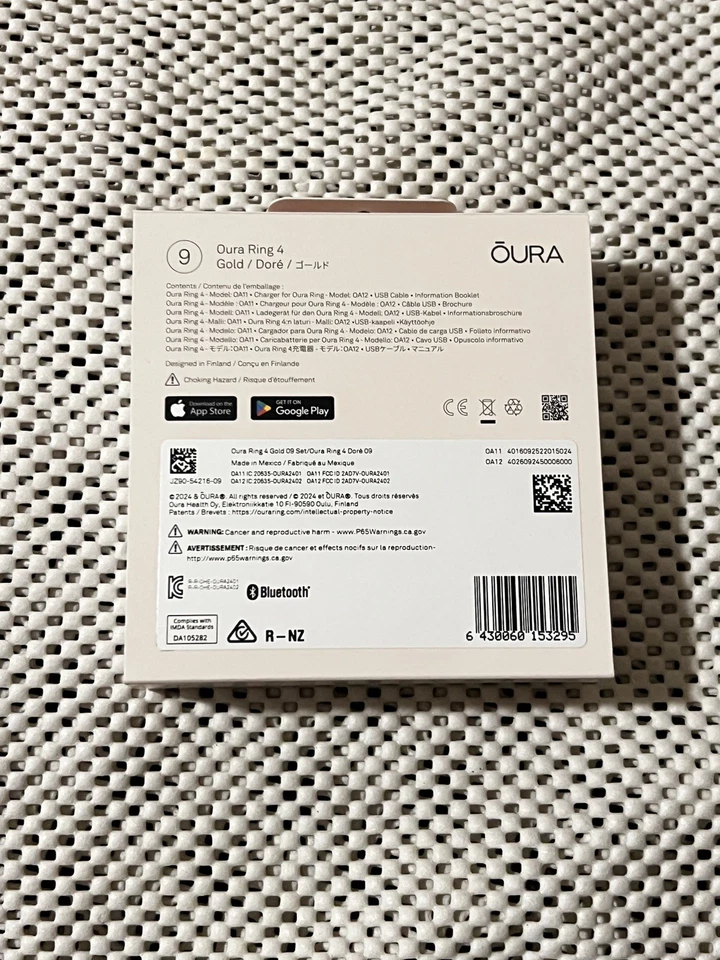 9
Oura Ring 4
Gold / Doré / ゴールド
ŌURA
Contents / Contenu de l'emballage :
Oura Ring 4 - Model: OA11 • Charger for Oura Ring - Model: OA12 • USB Cable • Information Booklet
Oura Ring 4 - Modèle : OA11 • Chargeur pour Oura Ring 4 - Modèle : OA12 • Câble USB • Brochure
Oura Ring 4 - Modell: OA11 • Ladegerät für den Oura Ring 4 - Modell: OA12 • USB-Kabel • Informationsbroschüre
Oura Ring 4 - Malli: OA11 • Oura Ring 4:n laturi - Malli: OA12 • USB-kaapeli • Käyttöohje
Oura Ring 4 - Modelo: OA11 • Cargador para Oura Ring 4 - Modelo: OA12 • Cable de carga USB • Folleto informativo
Oura Ring 4 - Modello: OA11 • Caricabatterie per Oura Ring 4 - Modello: OA12 • Cavo USB • Opuscolo informativo
Oura Ring 4 - モデル: OA11 • Oura Ring 4充電器 - モデル: OA12 • USBケーブル • マニュアル
Designed in Finland / Conçu en Finlande
Choking Hazard / Risque d'étouffement
Download on the
App Store
GET IT ON
Google Play
CE
JZ90-54216-09
Oura Ring 4 Gold 09 Set/Oura Ring 4 Doré 09
Made in Mexico / Fabriqué au Mexique
OA11 IC: 20635-OURA2401 OA11 FCC ID 2AD7V-OURA2401
OA12 IC: 20635-OURA2402 OA12 FCC ID: 2AD7V-OURA2402
OA11 4016092522015024
OA12 4026092450006000
©2024 & ŌURA®. All rights reserved / © 2024 et ŌURA®. Tous droits réservés
Oura Health Oy, Elektroniikkatie 10 FI-90590 Oulu, Finland
Patents / Brevets : https://ouraring.com/intellectual-property-notice
WARNING: Cancer and reproductive harm - www.P65Warnings.ca.gov
AVERTISSEMENT : Risque de cancer et effets nocifs sur la reproduction-
http://www.p65warnings.ca.gov
R-R-OHE-OURA2401
R-R-OHE-OURA2402
Bluetooth®
Complies with
IMDA Standards
DA105282
R-NZ
6 430060 153295